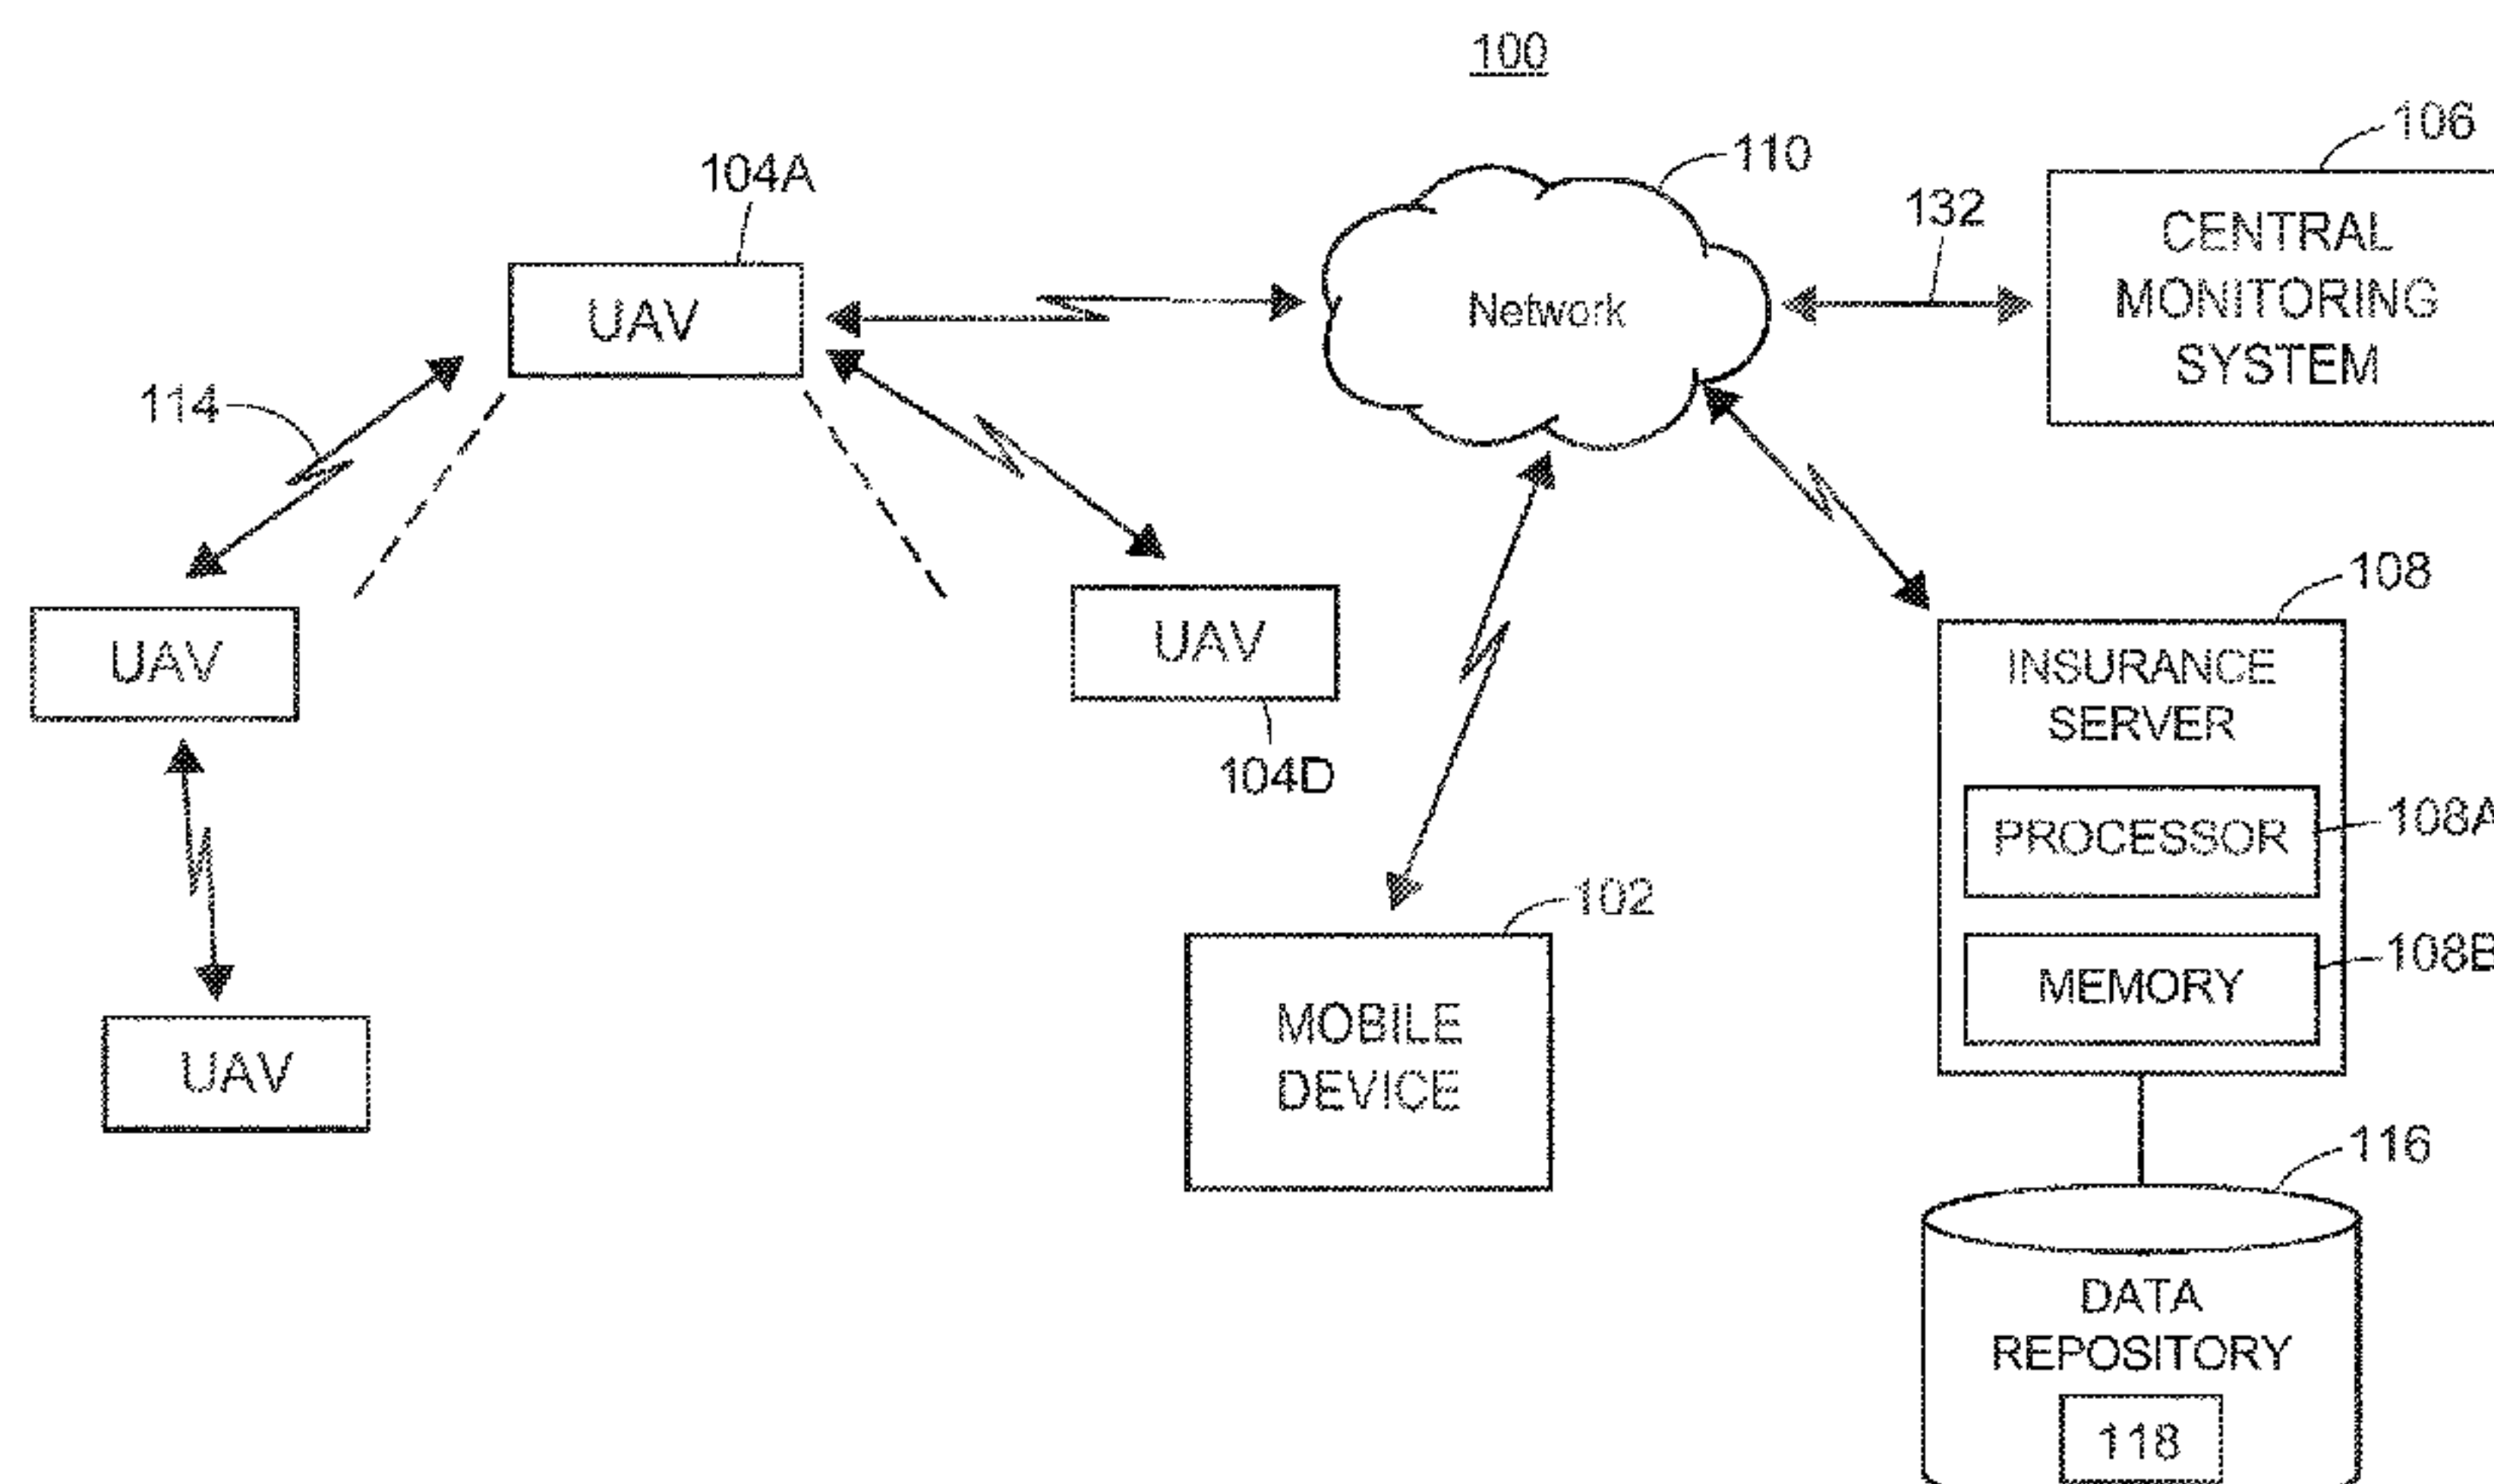 100
106
104A
110
132
CENTRAL
MONITORING
SYSTEM
UAV
Network
114
108
UAV
UAV
INSURANCE
SERVER
104D
108A
PROCESSOR
102
108B
MEMORY
MOBILE
DEVICE
UAV
116
DATA
REPOSITORY
118